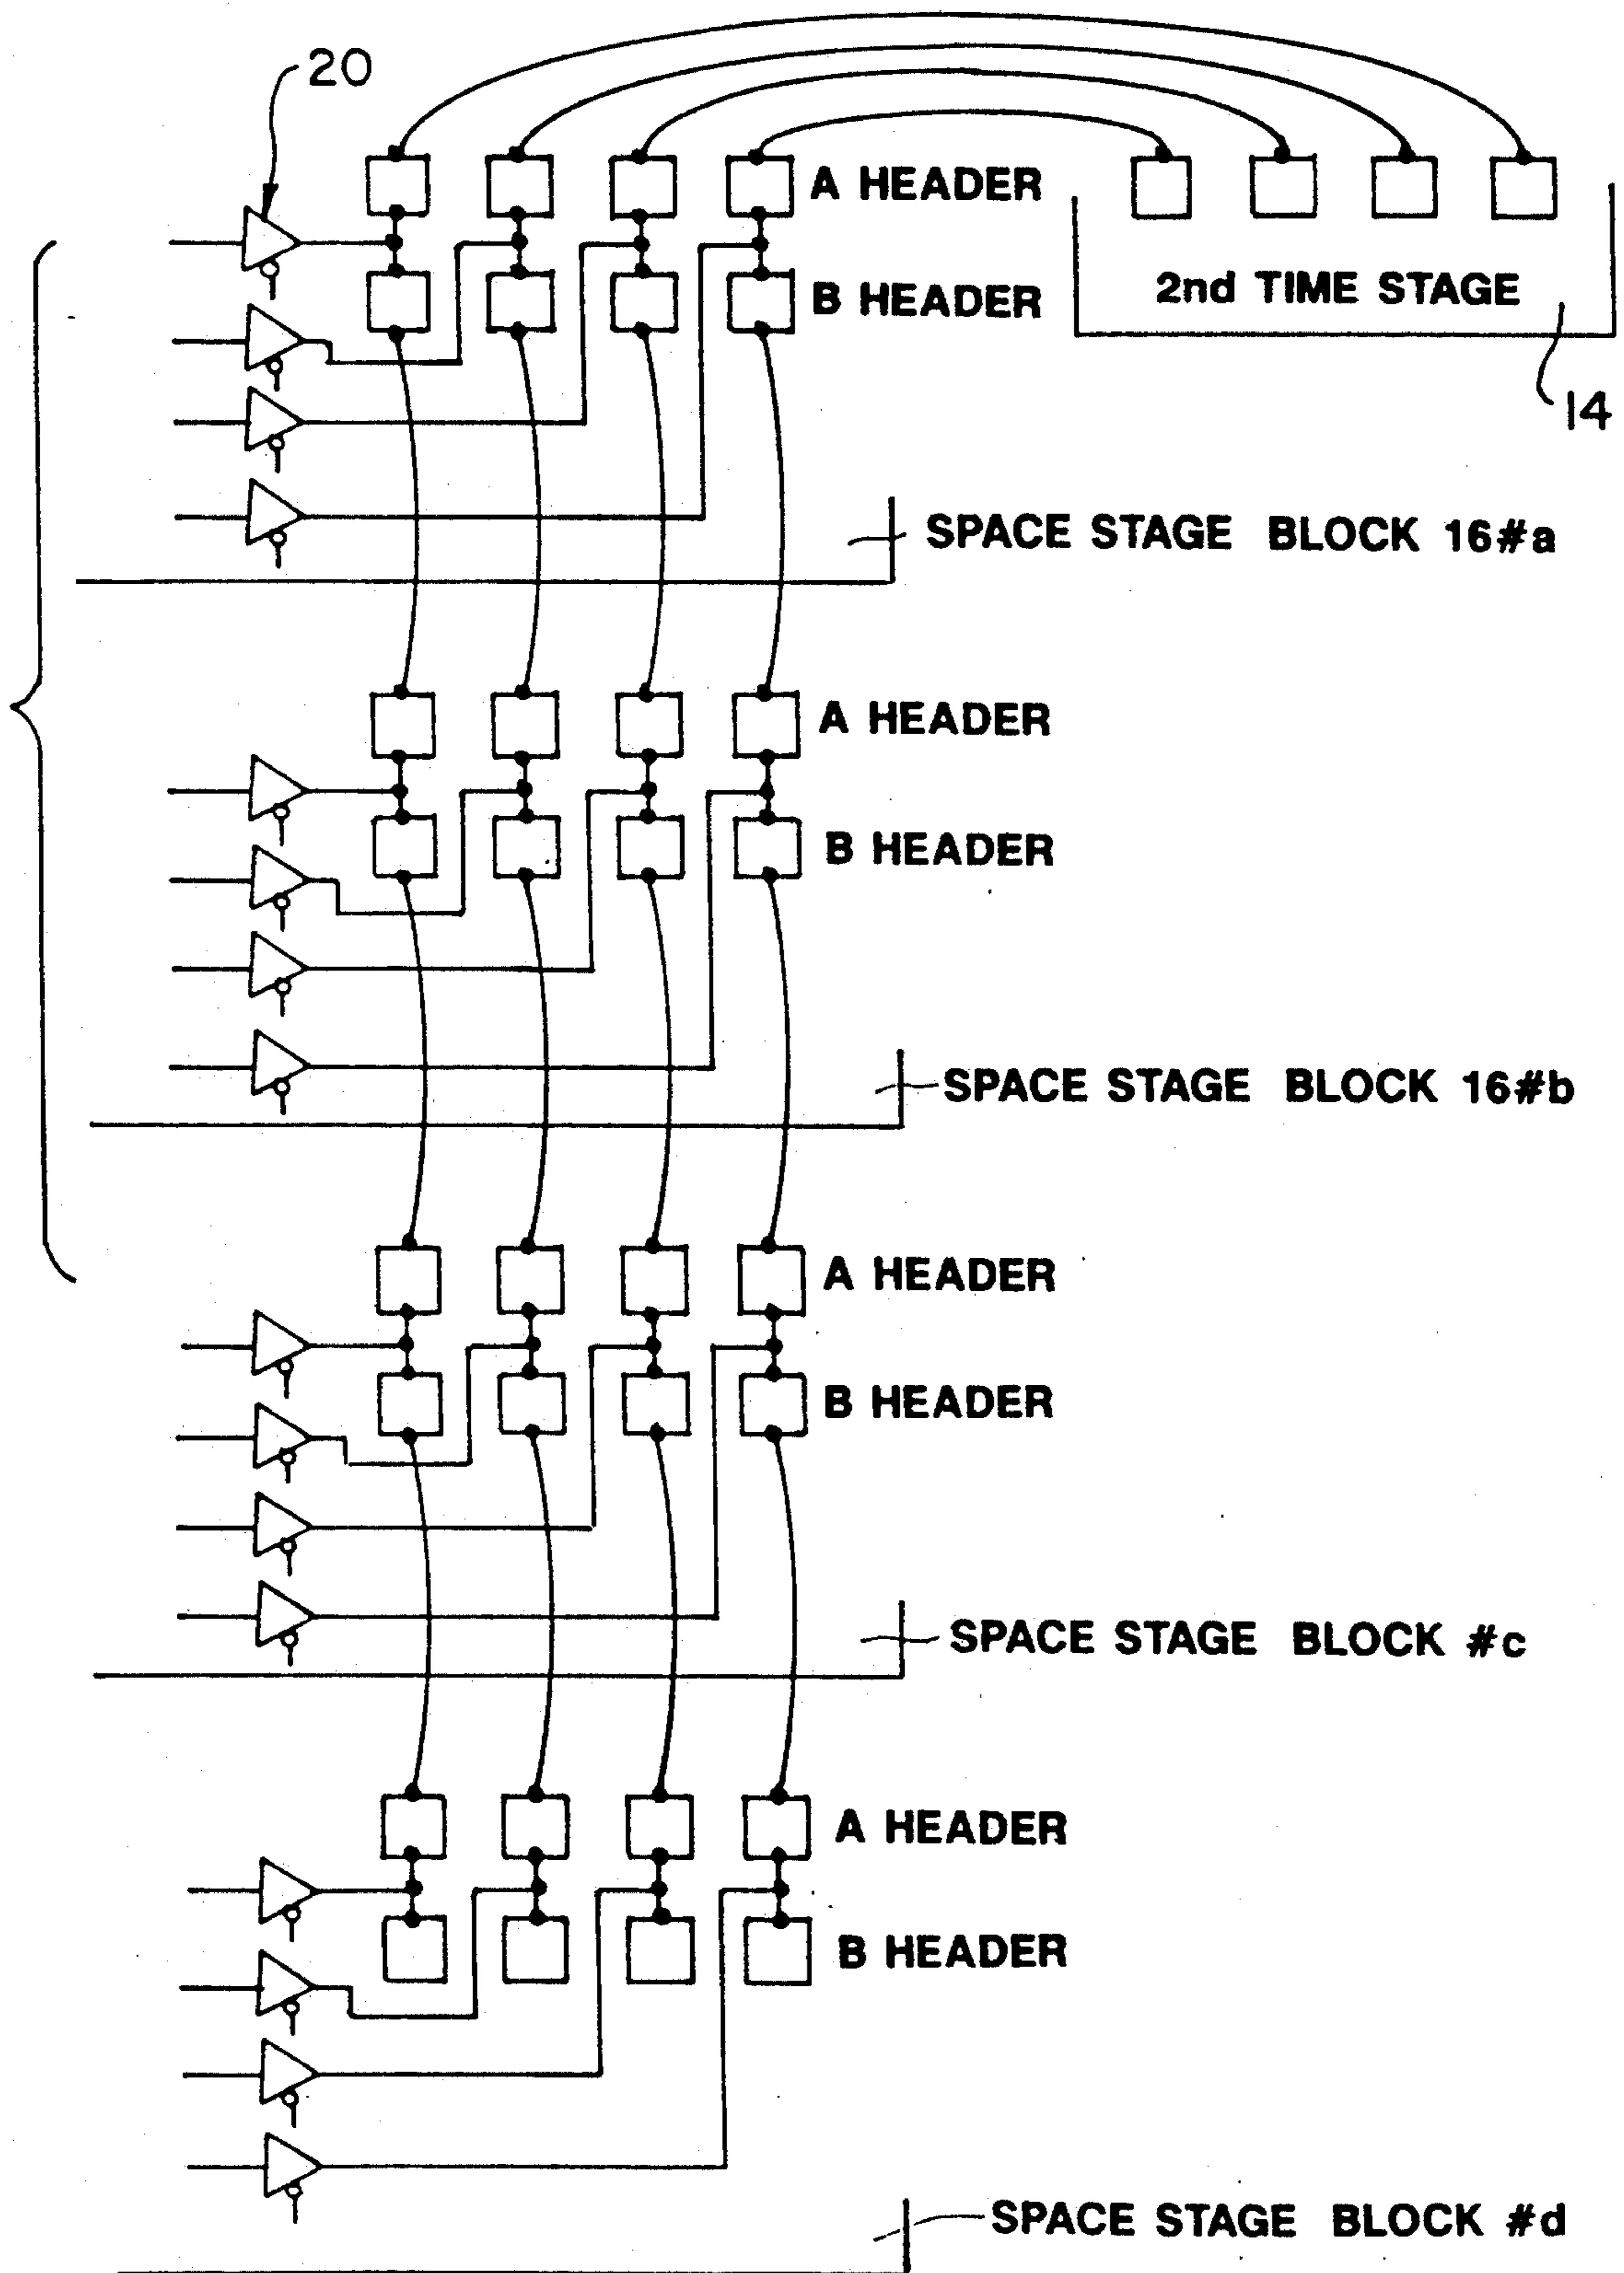 20
A HEADER
B HEADER
2nd TIME STAGE
14
SPACE STAGE BLOCK 16#a
A HEADER
B HEADER
SPACE STAGE BLOCK 16#b
A HEADER
B HEADER
SPACE STAGE BLOCK #c
A HEADER
B HEADER
SPACE STAGE BLOCK #d